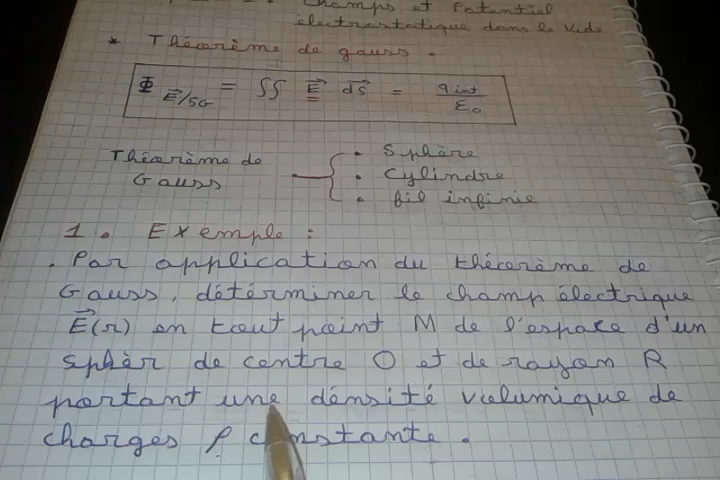 Champs et Potentiel
électrostatique dans le vide
* Théorème de gauss.
Φ E/SG = ∬ E dS = qint / ε₀
Théorème de Gauss
• Sphère
• Cylindre
• fil infinie
1. Exemple :
. Par application du théorème de
Gauss, détérminer le champ électrique
E(r) en tout point M de l'espace d'un
sphèr de centre O et de rayon R
portant une dénsité volumique de
charges ρ constante.